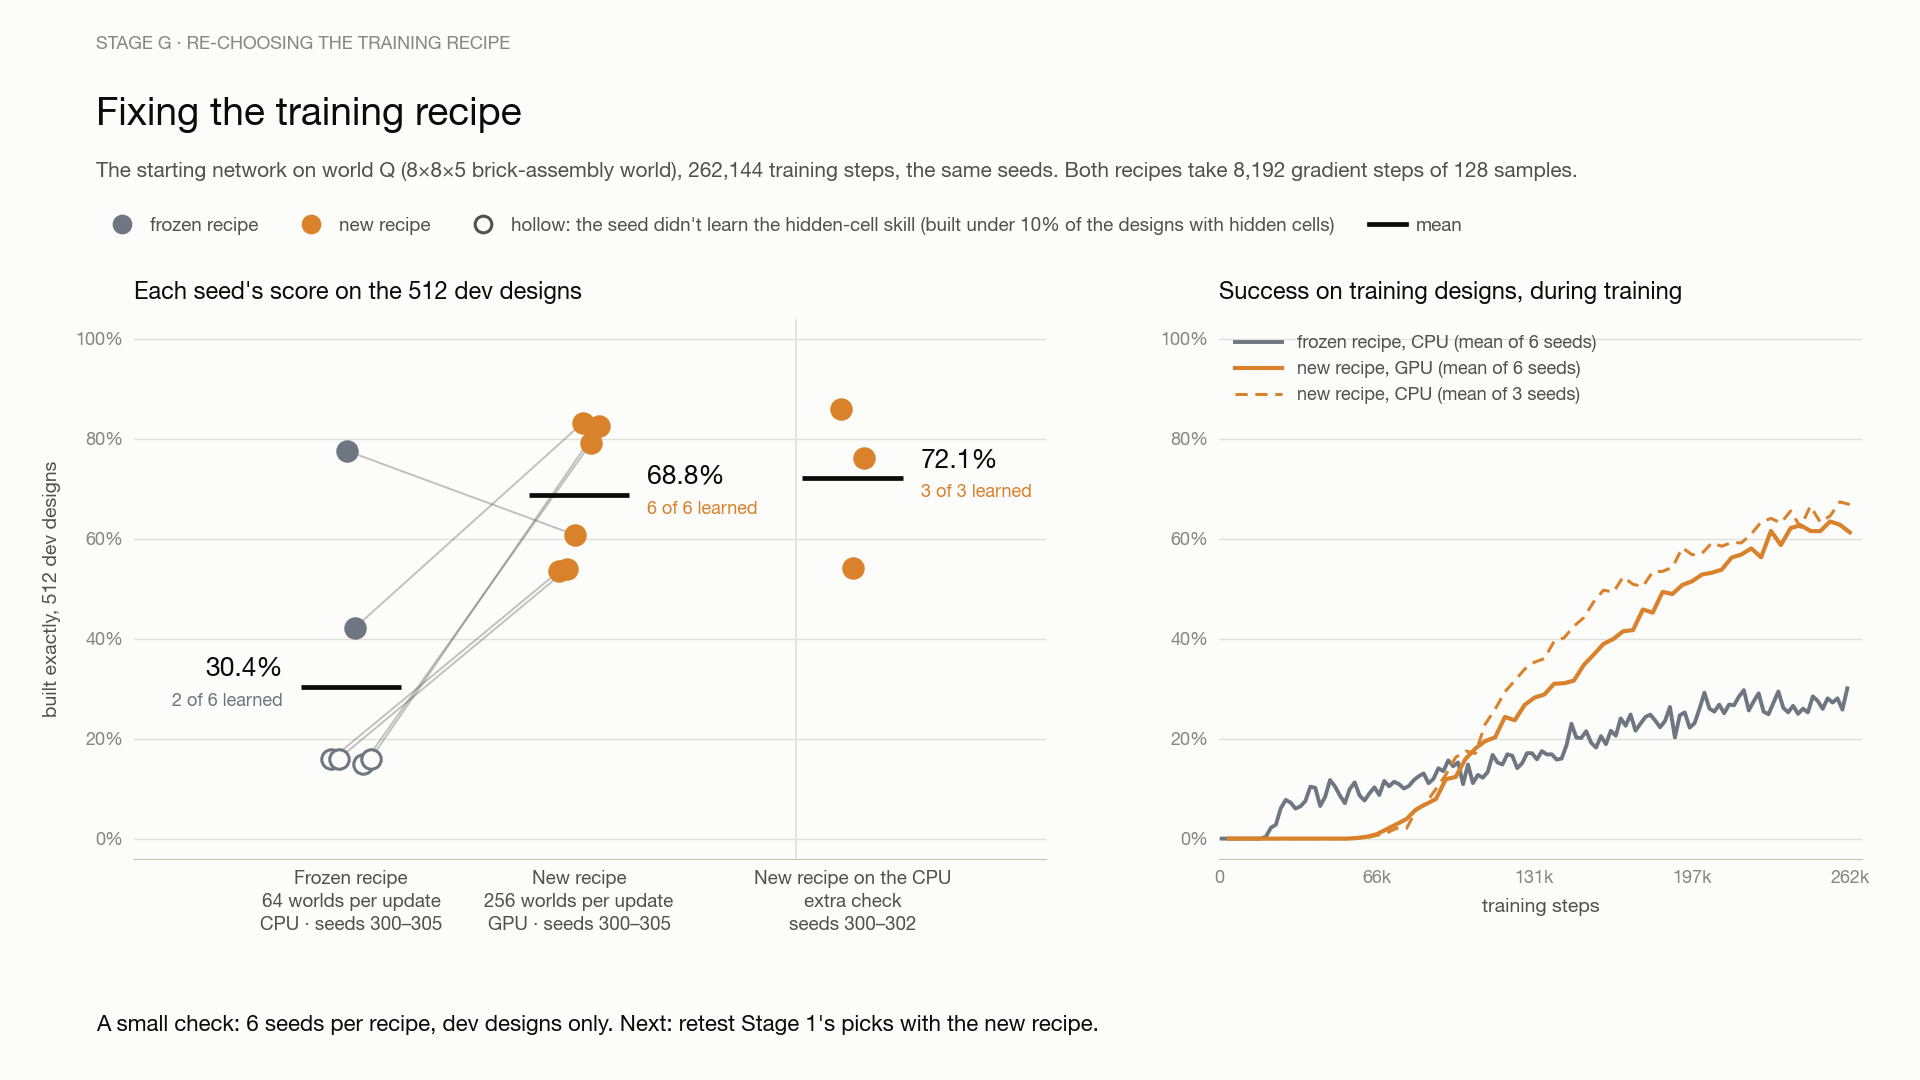 STAGE G · RE-CHOOSING THE TRAINING RECIPE
Fixing the training recipe
The starting network on world Q (8×8×5 brick-assembly world), 262,144 training steps, the same seeds. Both recipes take 8,192 gradient steps of 128 samples.
frozen recipe
new recipe
hollow: the seed didn't learn the hidden-cell skill (built under 10% of the designs with hidden cells)
mean
Each seed's score on the 512 dev designs
built exactly, 512 dev designs
100%
80%
60%
40%
20%
0%
30.4%
2 of 6 learned
68.8%
6 of 6 learned
72.1%
3 of 3 learned
Frozen recipe
64 worlds per update
CPU · seeds 300–305
New recipe
256 worlds per update
GPU · seeds 300–305
New recipe on the CPU
extra check
seeds 300–302
Success on training designs, during training
100%
80%
60%
40%
20%
0%
frozen recipe, CPU (mean of 6 seeds)
new recipe, GPU (mean of 6 seeds)
new recipe, CPU (mean of 3 seeds)
0
66k
131k
197k
262k
training steps
A small check: 6 seeds per recipe, dev designs only. Next: retest Stage 1's picks with the new recipe.